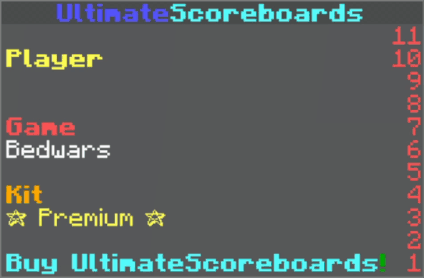 UltimateScoreboards
11
Player 10
9
8
Game 7
Bedwars 6
5
Kit 4
☆ Premium ☆ 3
2
Buy UltimateScoreboards! 1